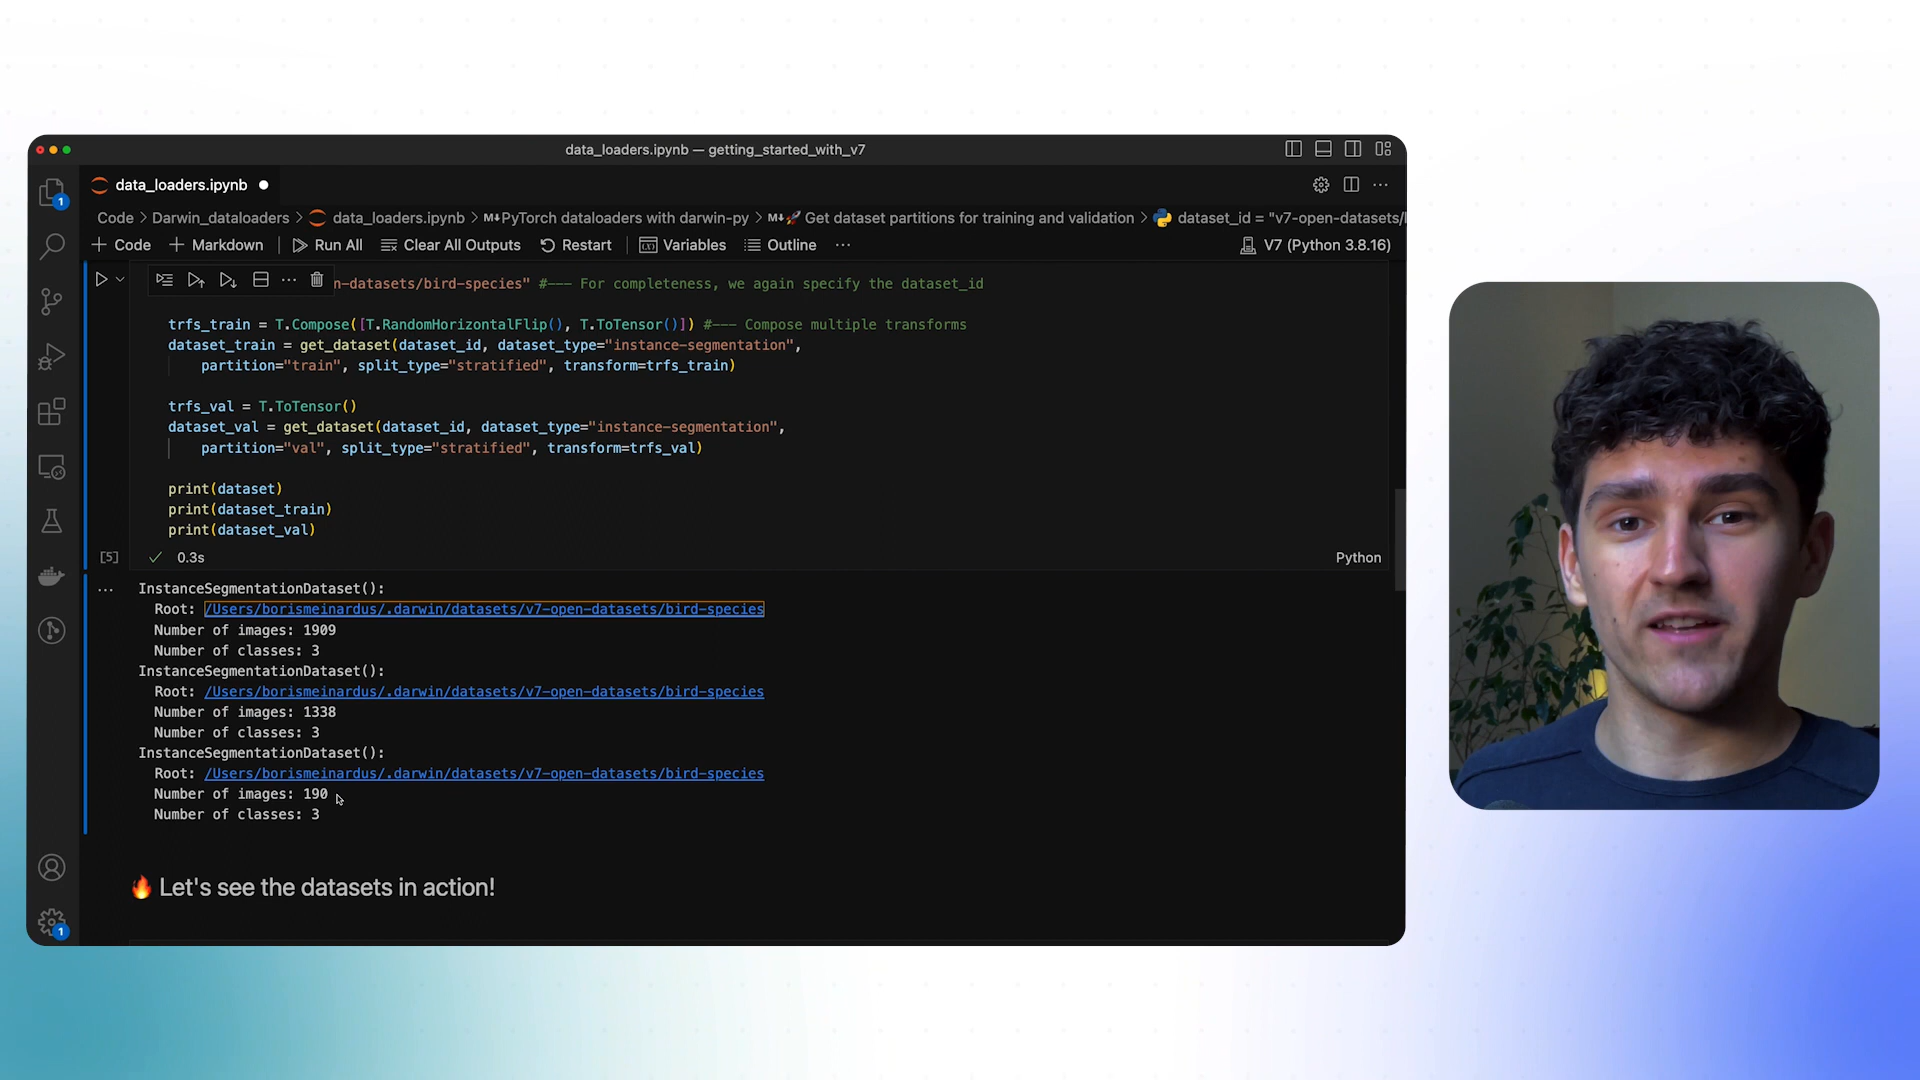 data_loaders.ipynb — getting_started_with_v7
data_loaders.ipynb
Code > Darwin_dataloaders > data_loaders.ipynb > M↓PyTorch dataloaders with darwin-py > M↓🚀 Get dataset partitions for training and validation > dataset_id = "v7-open-datasets/
+ Code + Markdown | Run All Clear All Outputs Restart | Variables Outline ···
V7 (Python 3.8.16)
n-datasets/bird-species" #—–– For completeness, we again specify the dataset_id
trfs_train = T.Compose([T.RandomHorizontalFlip(), T.ToTensor()]) #—–– Compose multiple transforms
dataset_train = get_dataset(dataset_id, dataset_type="instance-segmentation",
partition="train", split_type="stratified", transform=trfs_train)
trfs_val = T.ToTensor()
dataset_val = get_dataset(dataset_id, dataset_type="instance-segmentation",
partition="val", split_type="stratified", transform=trfs_val)
print(dataset)
print(dataset_train)
print(dataset_val)
[5] ✓ 0.3s
Python
InstanceSegmentationDataset():
Root: /Users/borismeinardus/.darwin/datasets/v7-open-datasets/bird-species
Number of images: 1909
Number of classes: 3
InstanceSegmentationDataset():
Root: /Users/borismeinardus/.darwin/datasets/v7-open-datasets/bird-species
Number of images: 1338
Number of classes: 3
InstanceSegmentationDataset():
Root: /Users/borismeinardus/.darwin/datasets/v7-open-datasets/bird-species
Number of images: 190
Number of classes: 3
🔥 Let's see the datasets in action!
1
1